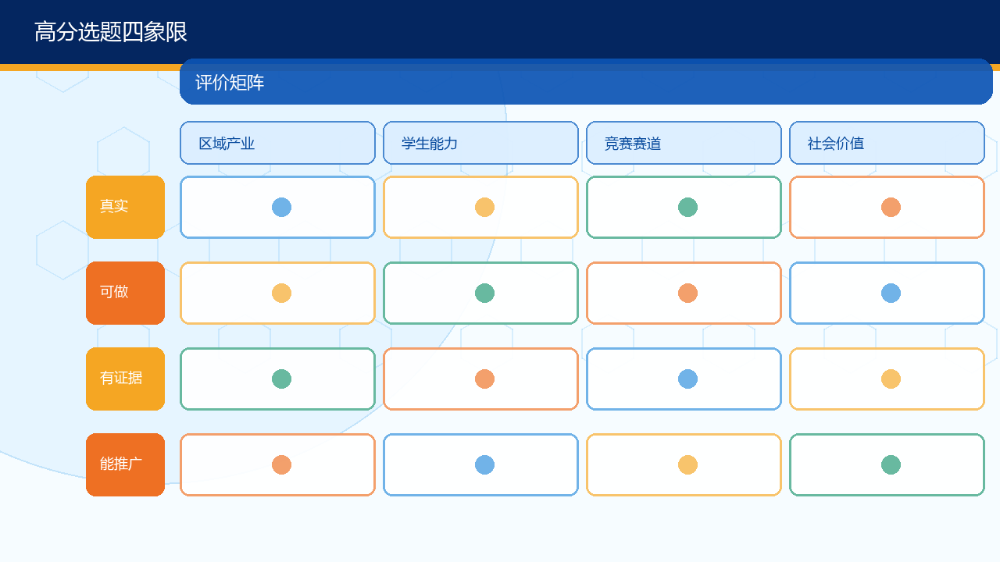 高分选题四象限
评价矩阵
区域产业
学生能力
竞赛赛道
社会价值
真实
可做
有证据
能推广